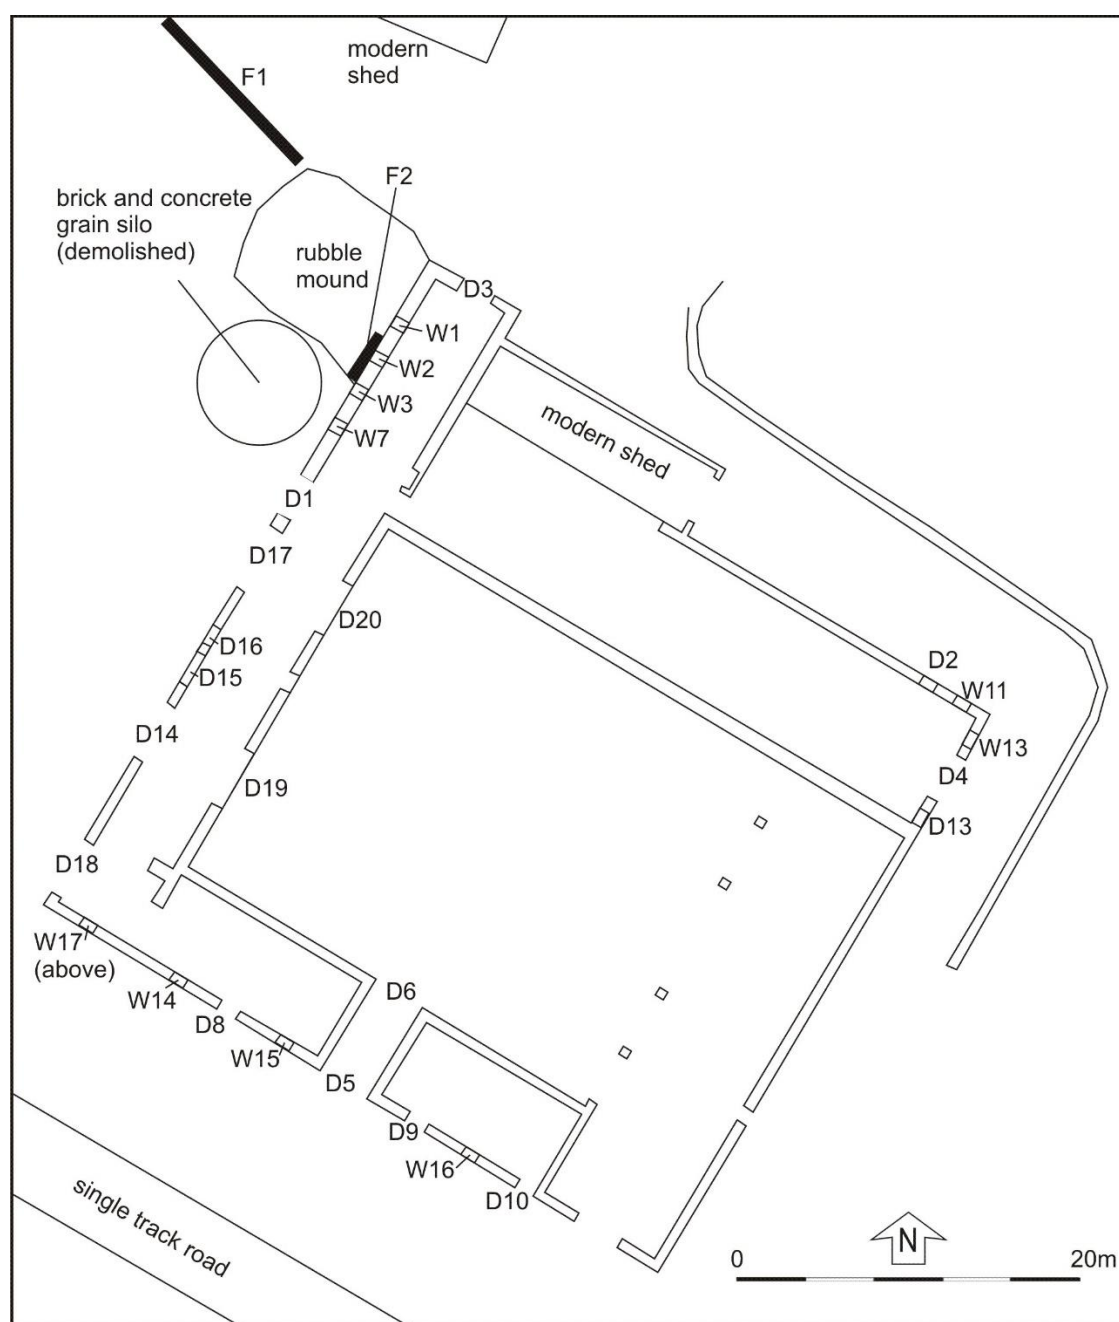 modern
shed
F1
F2
brick and concrete
grain silo
(demolished)
rubble
mound
D3
W1
W2
W3
W7
modern shed
D1
D17
D20
D16
D15
D2
W11
D14
W13
D4
D19
D13
D18
W17
(above)
W14
D8
D6
W15
D5
D9
W16
D10
single track road
N
0
20m